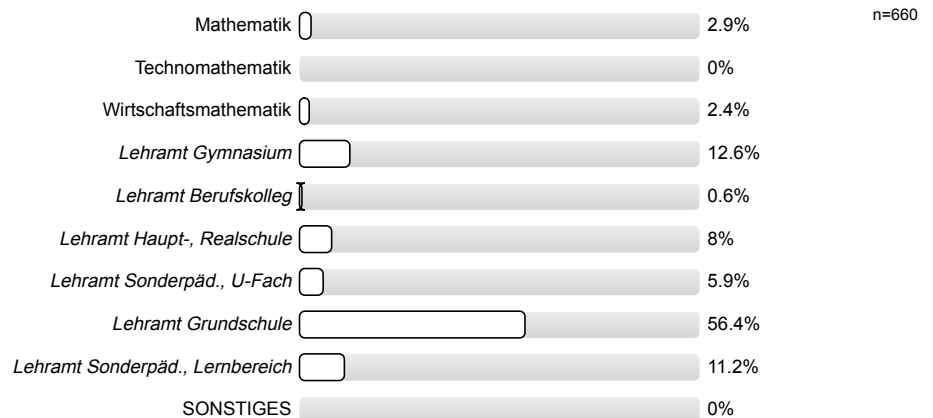 Mathematik 2.9% n=660
Technomathematik 0%
Wirtschaftsmathematik 2.4%
Lehramt Gymnasium 12.6%
Lehramt Berufskolleg 0.6%
Lehramt Haupt-, Realschule 8%
Lehramt Sonderpäd., U-Fach 5.9%
Lehramt Grundschule 56.4%
Lehramt Sonderpäd., Lernbereich 11.2%
SONSTIGES 0%